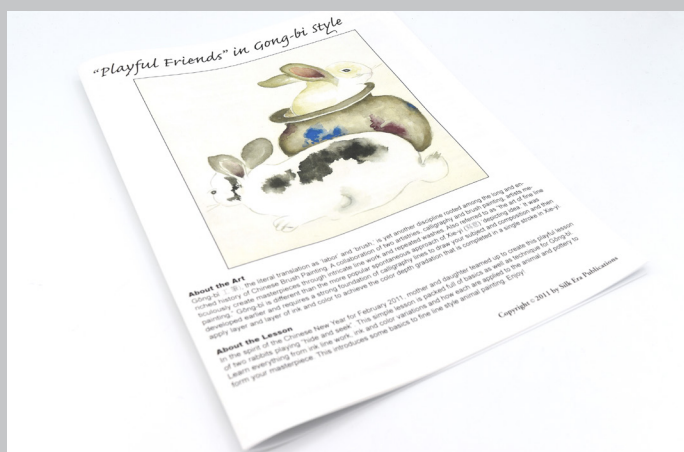 "Playful Friends" in Gong-bi Style
About the Art
Gōng-bi the literal translation as 'labor' and 'brush,' is yet another discipline rooted among the long and en-
riched history of Chinese Brush Painting. A collaboration of two artistries: calligraphy and brush painting, artists me-
ticulously create masterpieces through intricate line work and repeated washes. Also referred to as "the art of fine line
painting," Gōng-bi is different than the more popular spontaneous approach of Xie-yi depicting idea. It was
developed earlier and requires a strong foundation of calligraphy lines to draw your subject and composition and then
apply layer and layer of ink and color to achieve the color depth gradation that is completed in a single stroke in Xie-yi.
About the Lesson
In the spirit of the Chinese New Year for February 2011, mother and daughter teamed up to create this playful lesson
of two rabbits playing "hide and seek". This simple lesson is packed full of basics as well as technique for Gōng-bi.
Learn everything from ink line work, ink and color variations and how each are applied to the animal and pottery to
form your masterpiece. This introduces some basics to fine line style animal painting. Enjoy!
Copyright © 2011 by Silk Era Publications